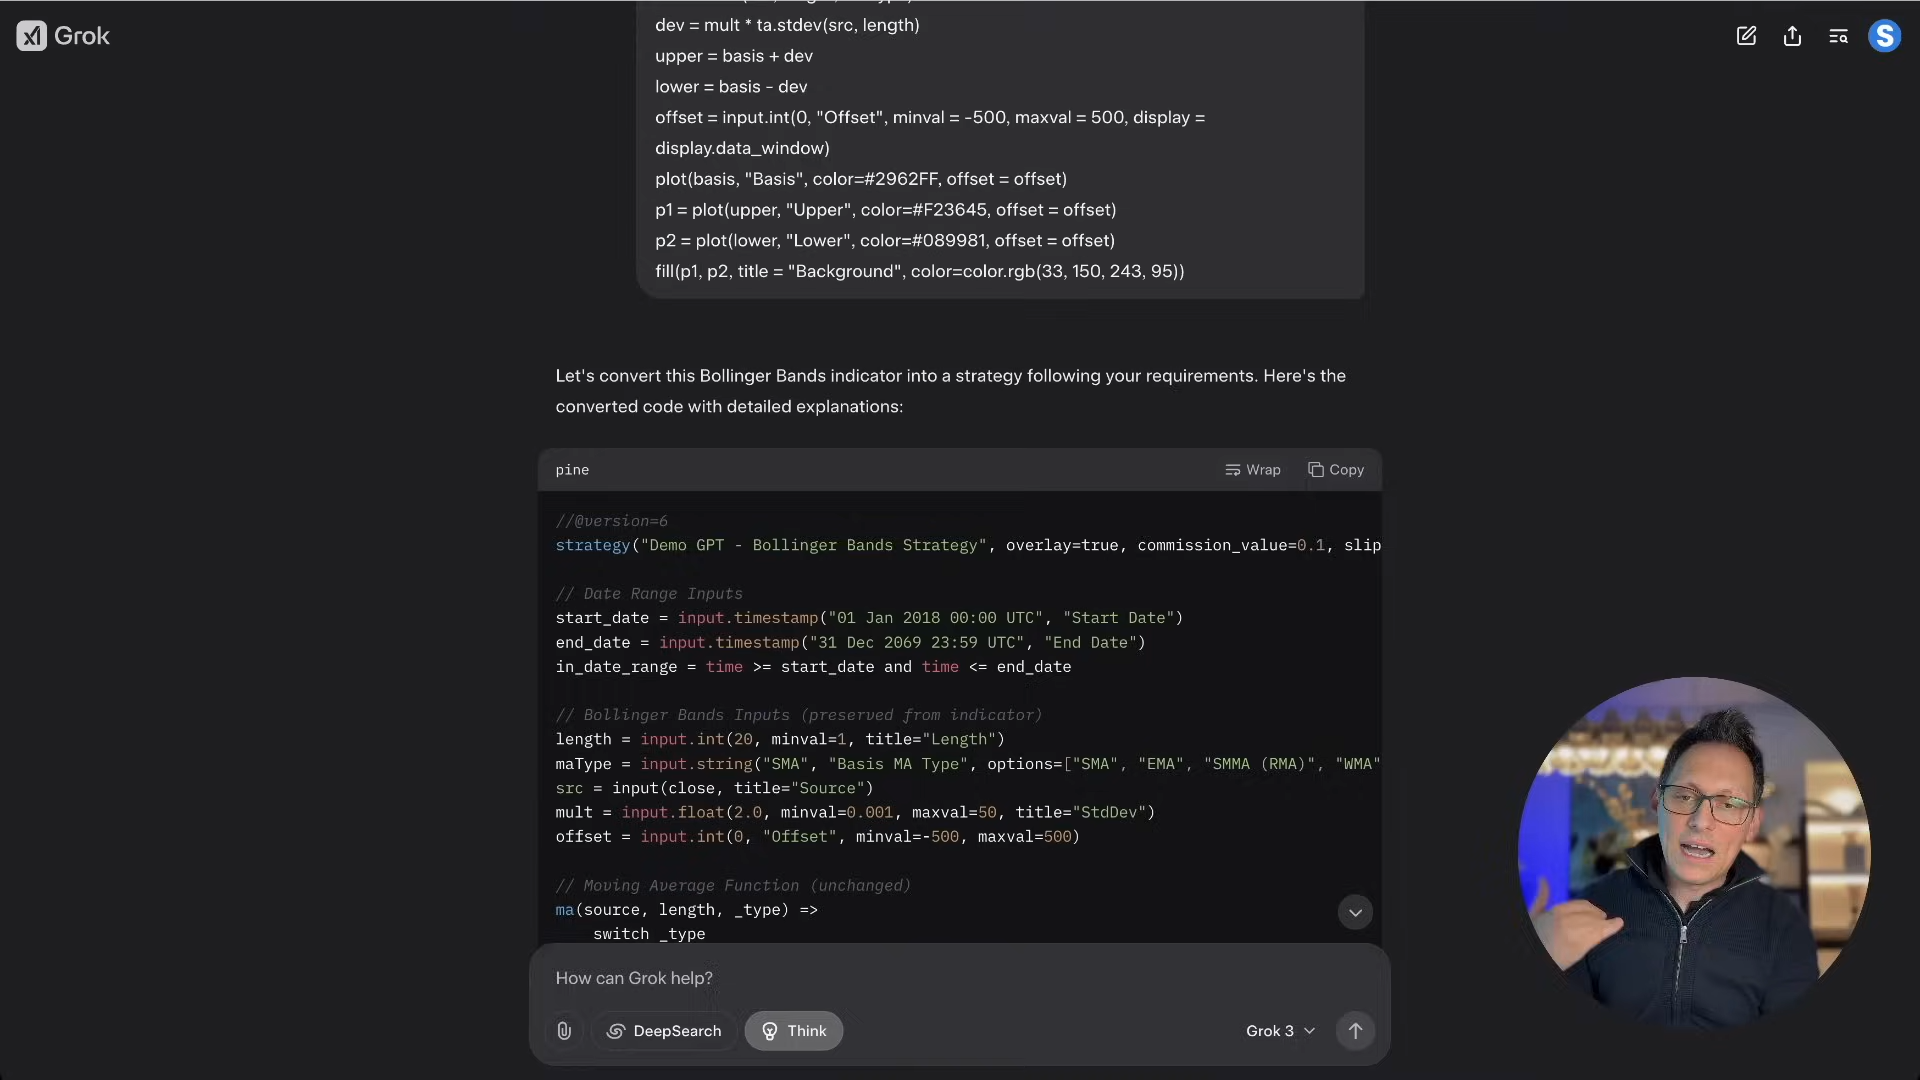 Grok
dev = mult * ta.stdev(src, length)
upper = basis + dev
lower = basis - dev
offset = input.int(0, "Offset", minval = -500, maxval = 500, display =
display.data_window)
plot(basis, "Basis", color=#2962FF, offset = offset)
p1 = plot(upper, "Upper", color=#F23645, offset = offset)
p2 = plot(lower, "Lower", color=#089981, offset = offset)
fill(p1, p2, title = "Background", color=color.rgb(33, 150, 243, 95))
S
Let's convert this Bollinger Bands indicator into a strategy following your requirements. Here's the
converted code with detailed explanations:
pine
Wrap
Copy
//@version=6
strategy("Demo GPT - Bollinger Bands Strategy", overlay=true, commission_value=0.1, slip
// Date Range Inputs
start_date = input.timestamp("01 Jan 2018 00:00 UTC", "Start Date")
end_date = input.timestamp("31 Dec 2069 23:59 UTC", "End Date")
in_date_range = time >= start_date and time <= end_date
// Bollinger Bands Inputs (preserved from indicator)
length = input.int(20, minval=1, title="Length")
maType = input.string("SMA", "Basis MA Type", options=["SMA", "EMA", "SMMA (RMA)", "WMA"
src = input(close, title="Source")
mult = input.float(2.0, minval=0.001, maxval=50, title="StdDev")
offset = input.int(0, "Offset", minval=-500, maxval=500)
// Moving Average Function (unchanged)
ma(source, length, _type) =>
switch _type
How can Grok help?
DeepSearch
Think
Grok 3